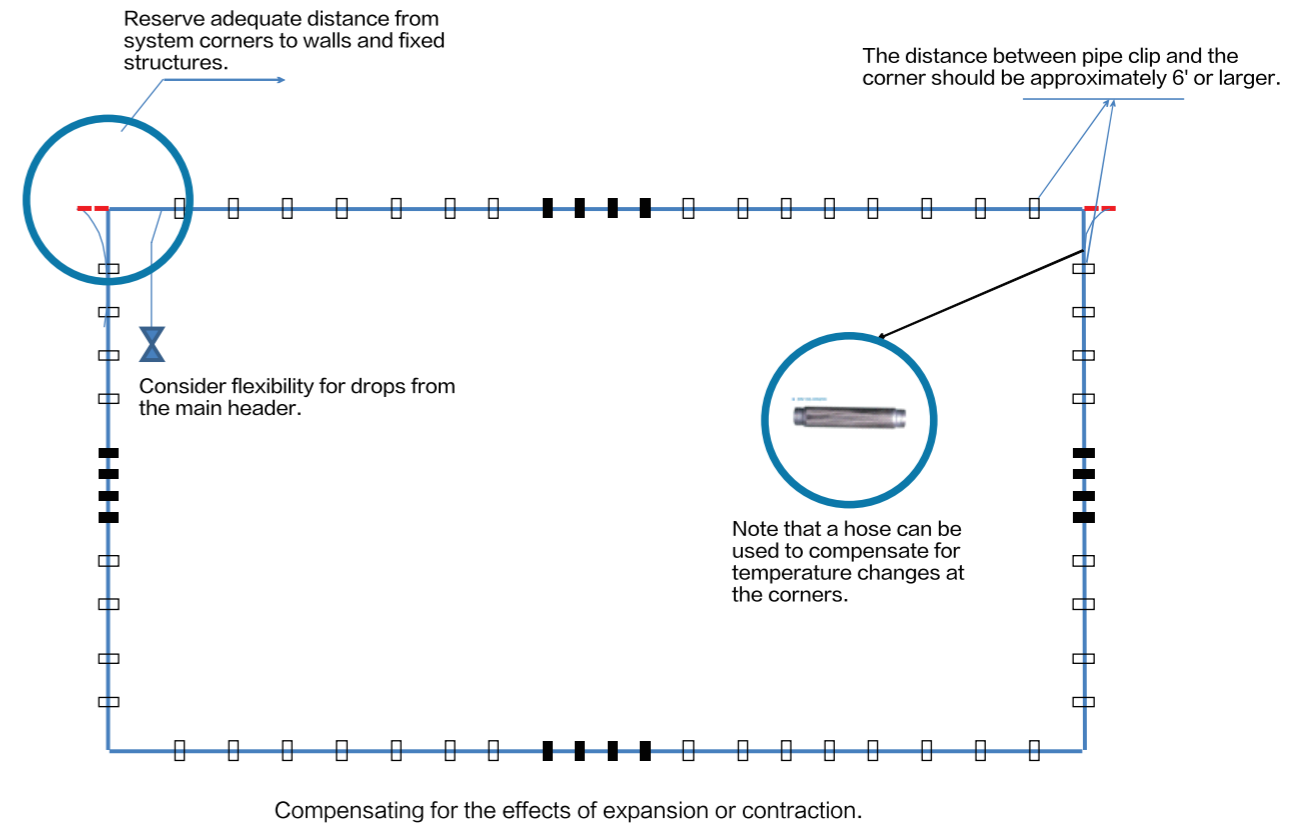 Reserve adequate distance from
system corners to walls and fixed
structures.
The distance between pipe clip and the
corner should be approximately 6' or larger.
Consider flexibility for drops from
the main header.
Note that a hose can be
used to compensate for
temperature changes at
the corners.
Compensating for the effects of expansion or contraction.